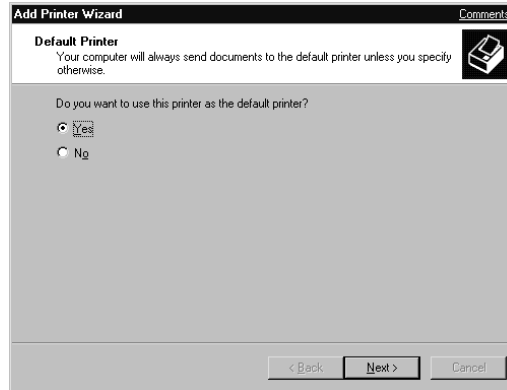 Add Printer Wizard Comments
Default Printer
Your computer will always send documents to the default printer unless you specify
otherwise.
Do you want to use this printer as the default printer?
Yes
No
< Back Next > Cancel